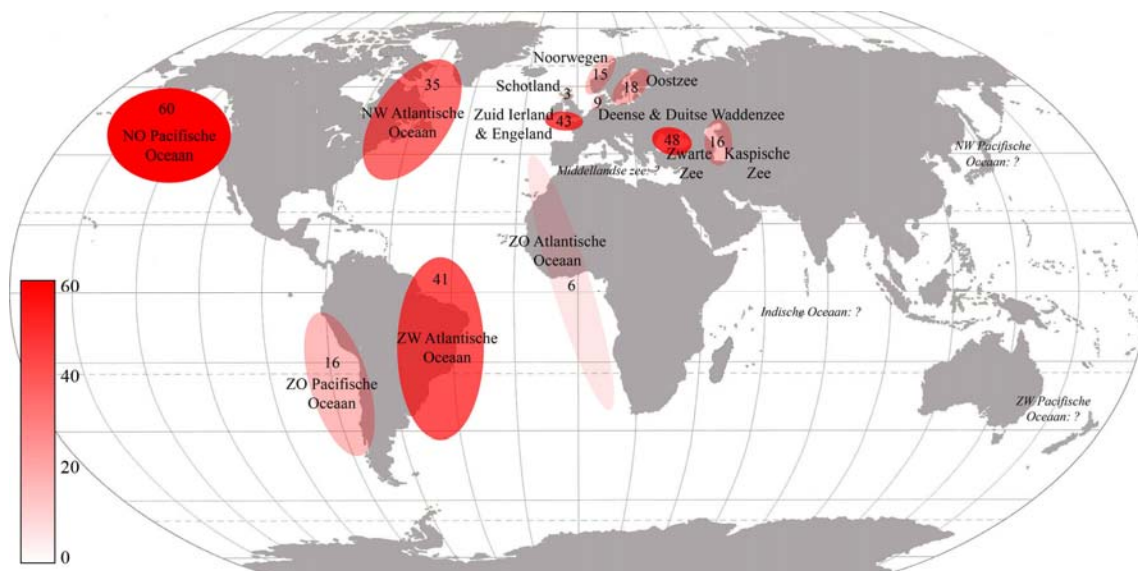 Noorwegen
15
18
Oostzee
Schotland
3
9
Deense & Duitse Waddenzee
35
NW Atlantische
Oceaan
60
NO Pacifische
Oceaan
Zuid Ierland
& Engeland
43
48
Zwarte
Zee
16
Kaspische
Zee
NW Pacifische
Oceaan: ?
Middellandse zee: ?
ZO Atlantische
Oceaan
6
41
ZW Atlantische
Oceaan
Indische Oceaan: ?
16
ZO Pacifische
Oceaan
ZW Pacifische
Oceaan: ?
60
40
20
0